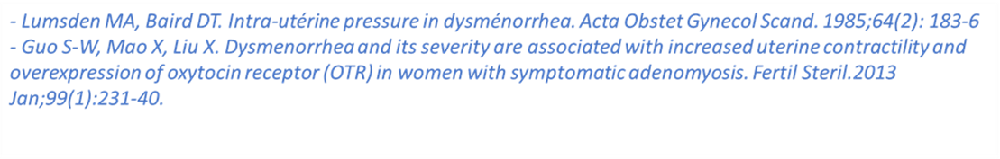 - Lumsden MA, Baird DT. Intra-utérine pressure in dysménorrhea. Acta Obstet Gynecol Scand. 1985;64(2): 183-6
- Guo S-W, Mao X, Liu X. Dysmenorrhea and its severity are associated with increased uterine contractility and
overexpression of oxytocin receptor (OTR) in women with symptomatic adenomyosis. Fertil Steril.2013
Jan;99(1):231-40.